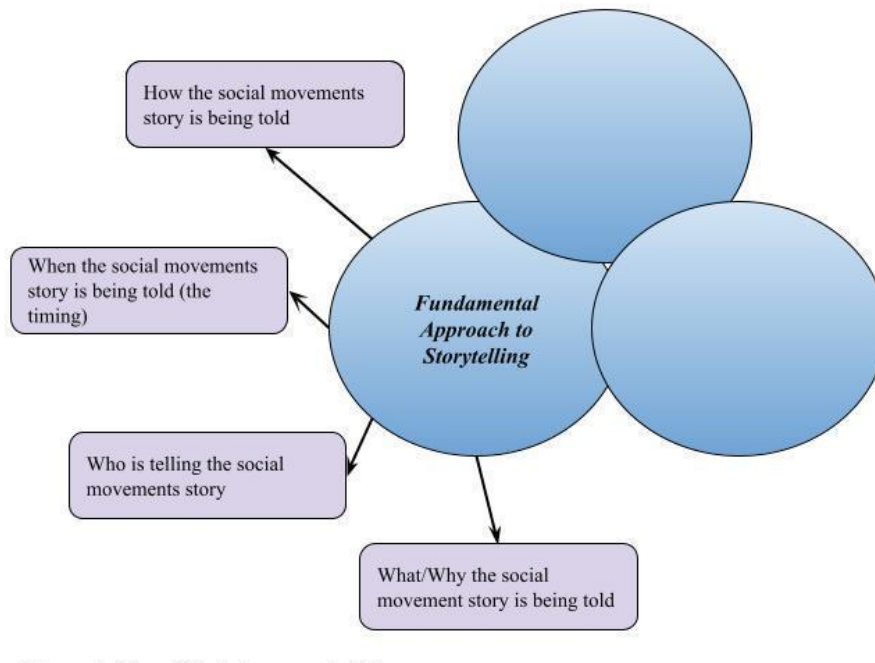 How the social movements
story is being told
When the social movements
story is being told (the
timing)
Fundamental
Approach to
Storytelling
Who is telling the social
movements story
What/Why the social
movement story is being told